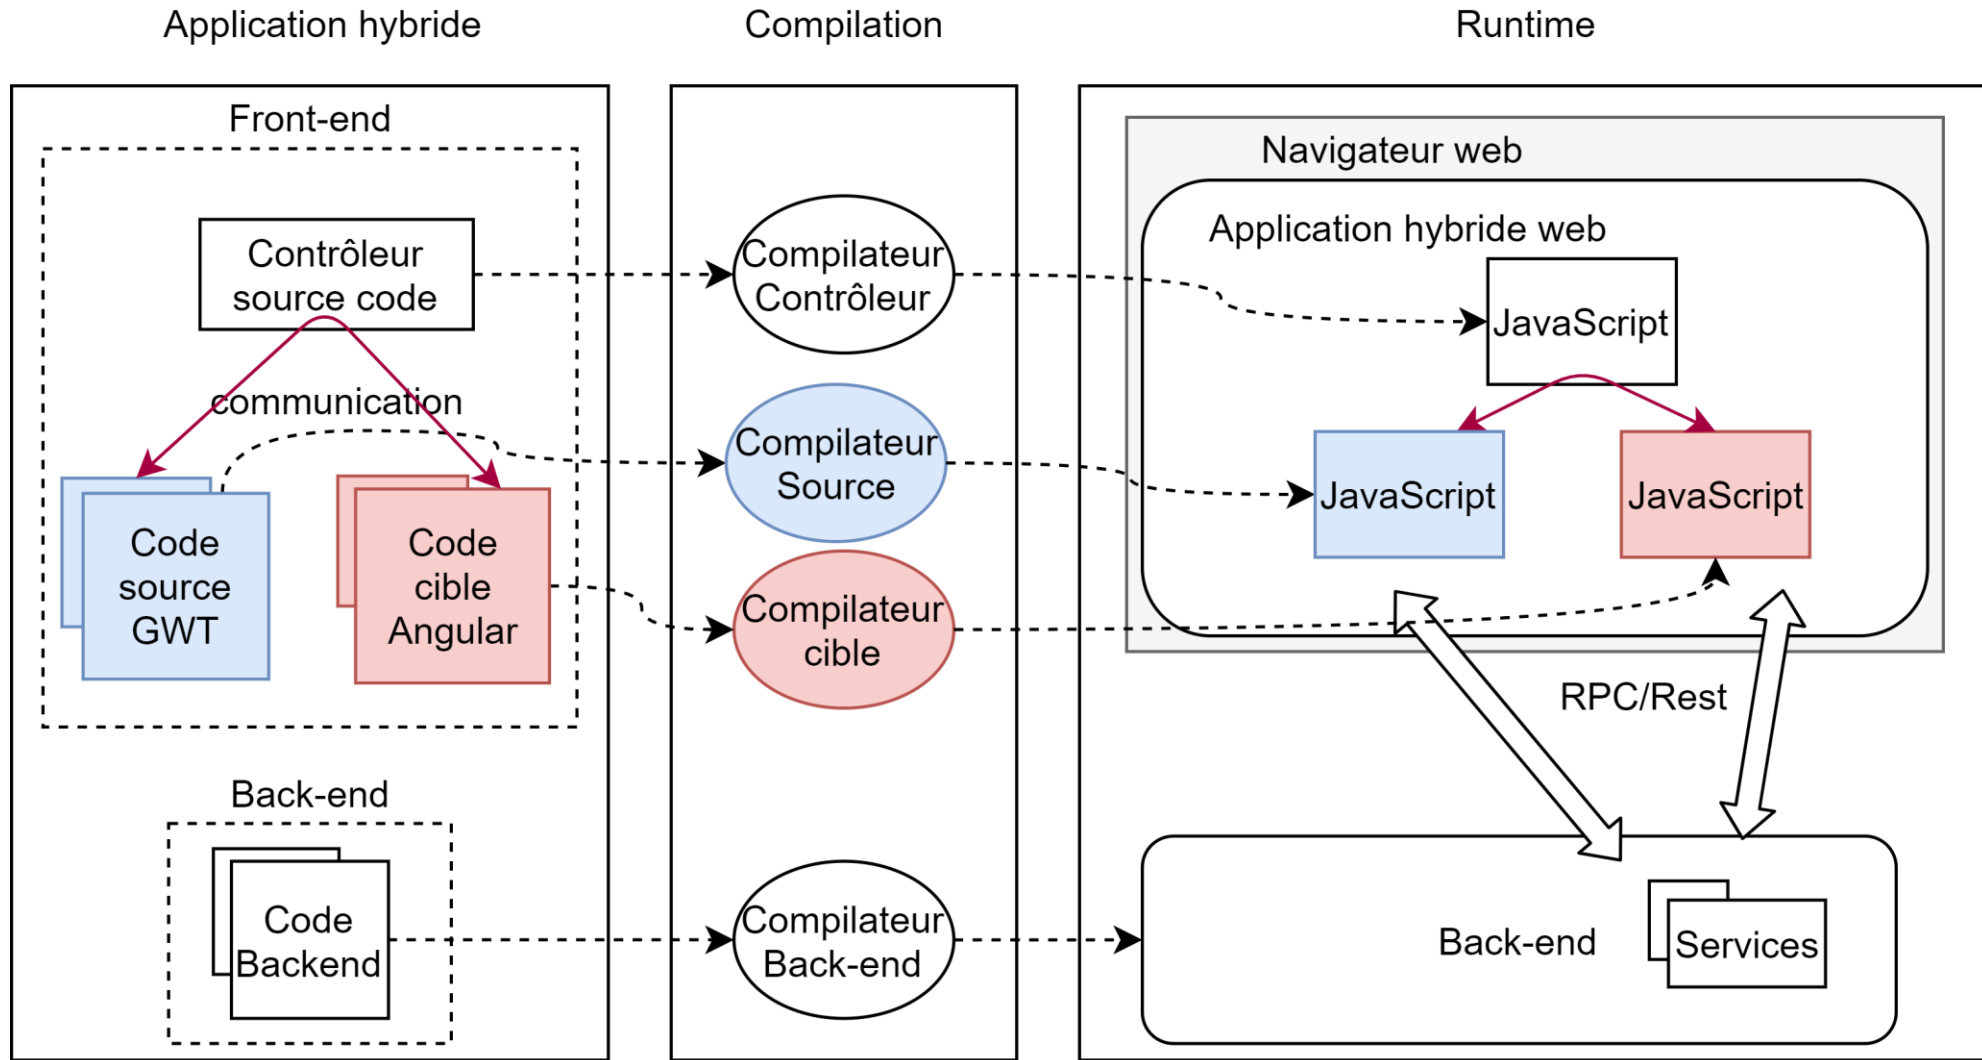 Application hybride
Compilation
Runtime
Front-end
Contrôleur
source code
communication
Code
source
GWT
Code
cible
Angular
Back-end
Code
Backend
Compilateur
Contrôleur
Compilateur
Source
Compilateur
cible
Compilateur
Back-end
Navigateur web
Application hybride web
JavaScript
JavaScript
JavaScript
RPC/Rest
Back-end
Services